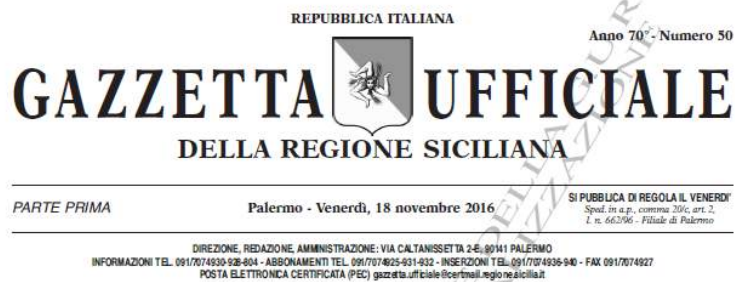 REPUBBLICA ITALIANA
Anno 70° - Numero 50
GAZZETTA UFFICIALE
DELLA REGIONE SICILIANA
PARTE PRIMA
Palermo - Venerdì, 18 novembre 2016
SI PUBBLICA DI REGOLA IL VENERDI'
Sped. in a.p., comma 20/c, art. 2,
l. n. 662/96 - Filiale di Palermo
DIREZIONE, REDAZIONE, AMMINISTRAZIONE: VIA CALTANISSETTA 2-E, 90141 PALERMO
INFORMAZIONI TEL. 091/7074930-928-804 - ABBONAMENTI TEL. 091/7074925-931-932 - INSERZIONI TEL. 091/7074936-940 - FAX 091/7074927
POSTA ELETTRONICA CERTIFICATA (PEC) gazzetta.ufficiale@certmail.regione.sicilia.it